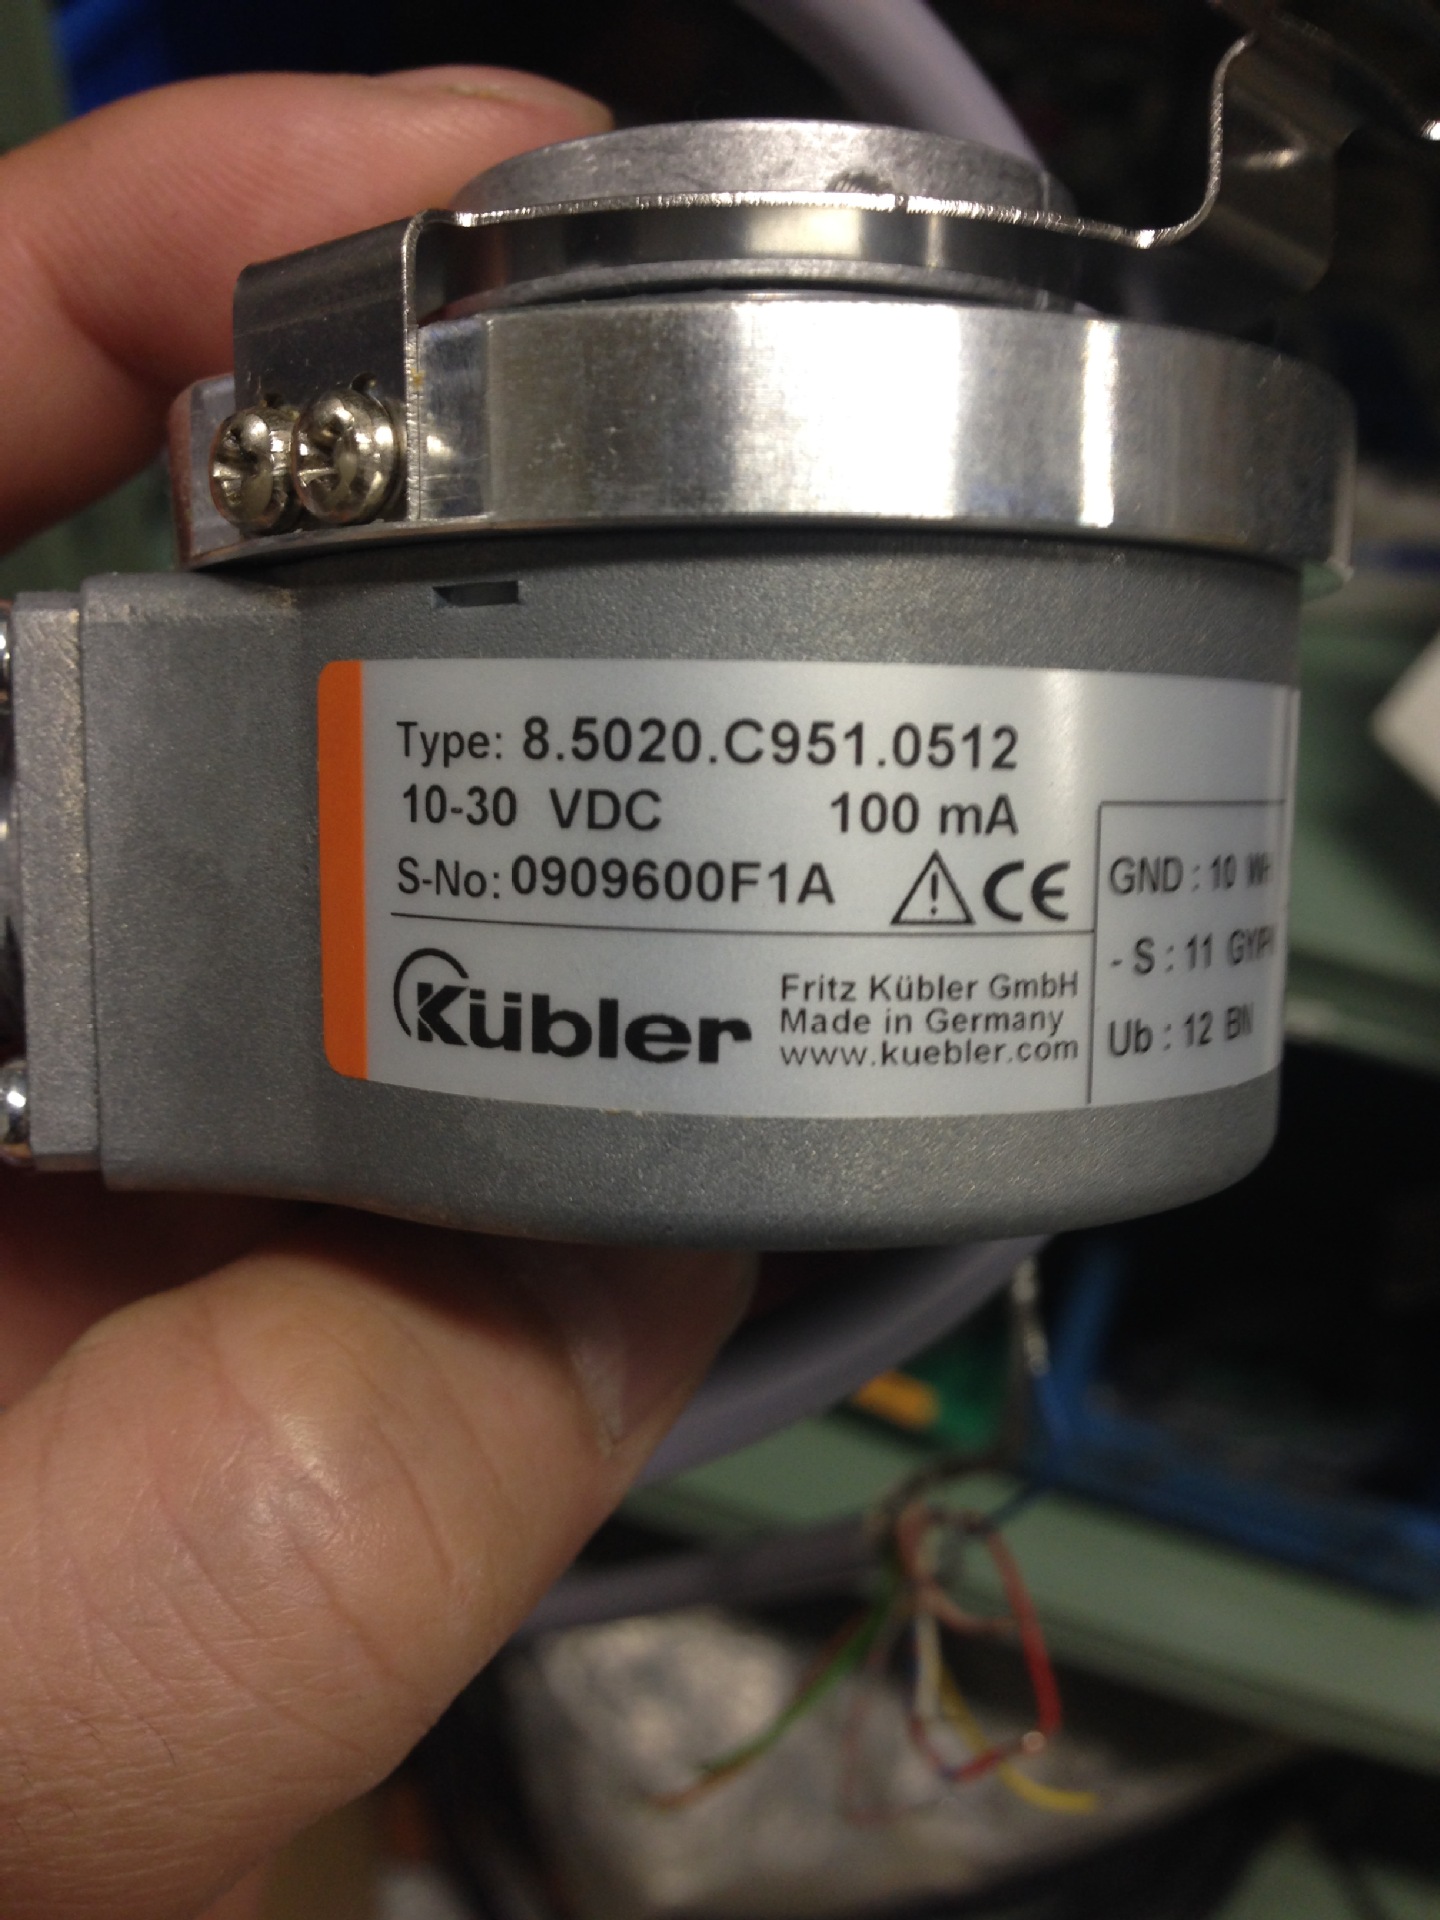 Type: 8.5020.C951.0512
10-30 VDC 100 mA
S-No: 0909600F1A CE
Kübler
Fritz Kübler GmbH
Made in Germany
www.kuebler.com
GND : 10
- S : 11
Ub : 12 BN